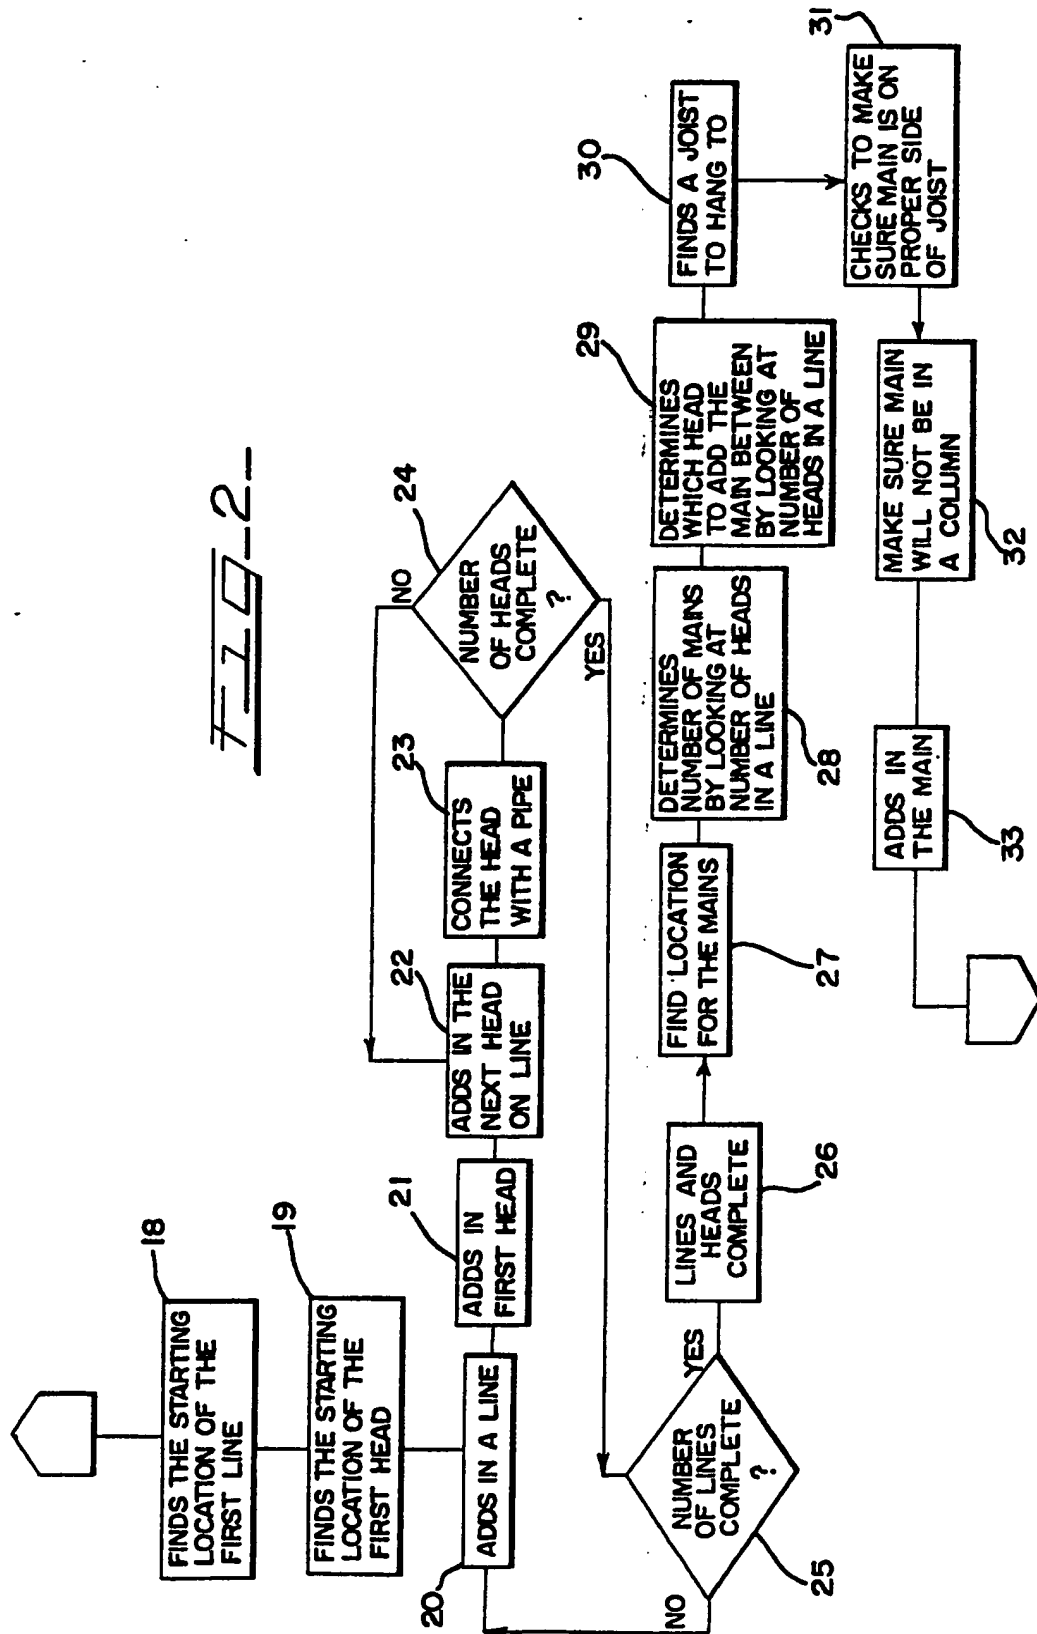 FIG_2_
18
FINDS THE STARTING
LOCATION OF THE
FIRST LINE
19
FINDS THE STARTING
LOCATION OF THE
FIRST HEAD
20
ADDS IN A LINE
21
ADDS IN
FIRST HEAD
22
ADDS IN THE
NEXT HEAD
ON LINE
23
CONNECTS
THE HEAD
WITH A PIPE
24
NUMBER
OF HEADS
COMPLETE
?
NO
YES
25
NUMBER
OF LINES
COMPLETE
?
NO
YES
26
LINES AND
HEADS
COMPLETE
27
FIND LOCATION
FOR THE MAINS
28
DETERMINES
NUMBER OF MAINS
BY LOOKING AT
NUMBER OF HEADS
IN A LINE
29
DETERMINES
WHICH HEAD
TO ADD THE
MAIN BETWEEN
BY LOOKING AT
NUMBER OF
HEADS IN A LINE
30
FINDS A JOIST
TO HANG TO
31
CHECKS TO MAKE
SURE MAIN IS ON
PROPER SIDE
OF JOIST
32
MAKE SURE MAIN
WILL NOT BE IN
A COLUMN
33
ADDS IN
THE MAIN